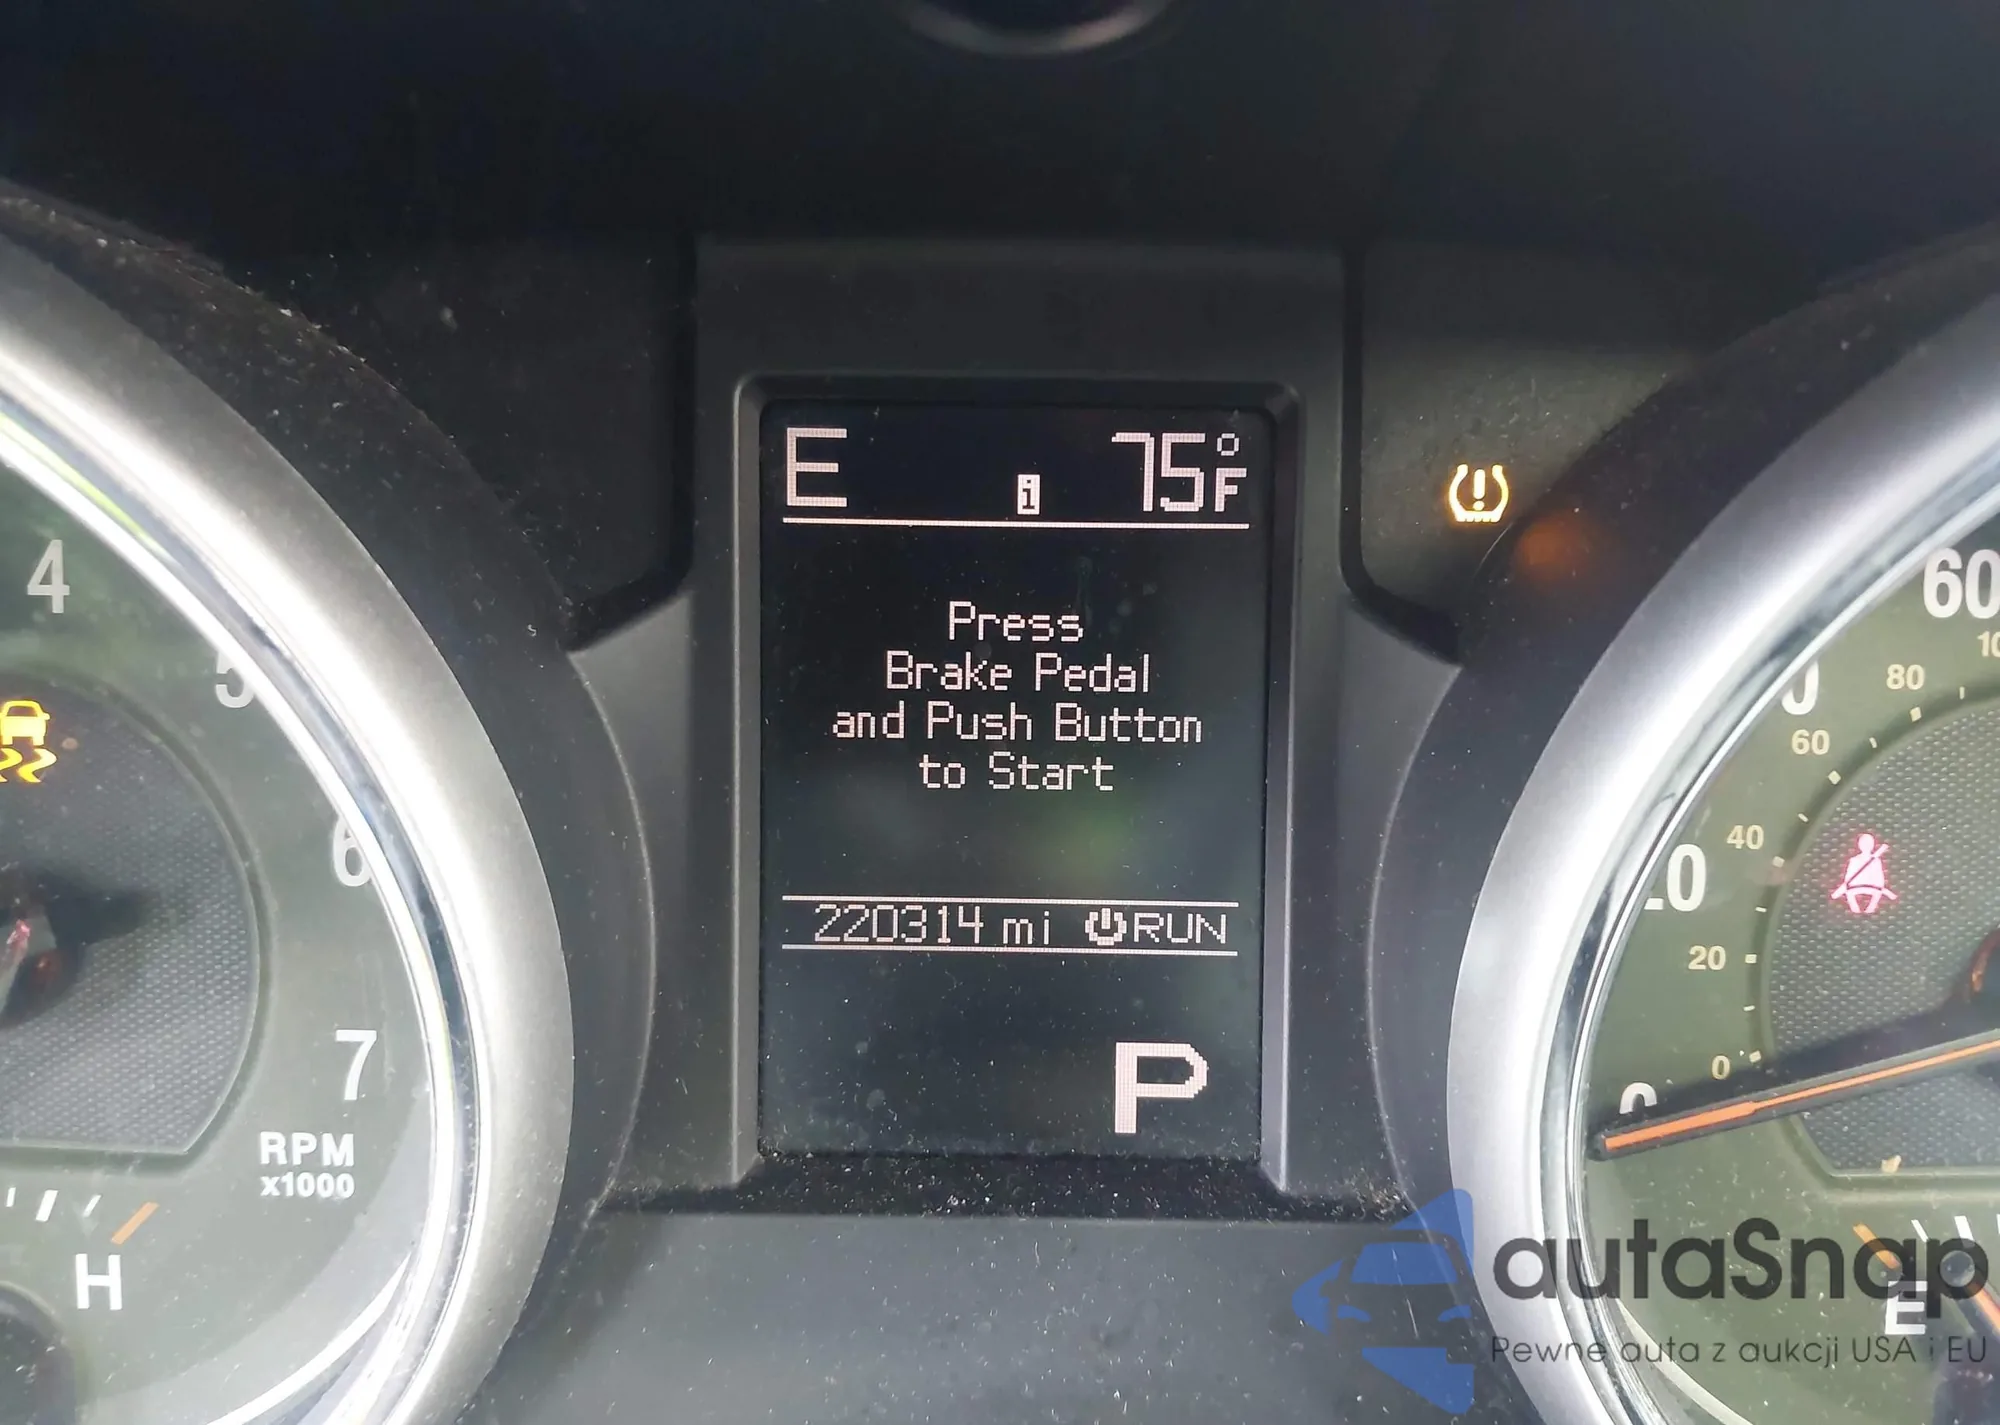 E i 75°F
Press
Brake Pedal
and Push Button
to Start
220314 mi RUN
P
4
5
6
7
RPM
x1000
H
60
80
60
40
20
0
E
autaSnap
Pewne auta z aukcji USA i EU